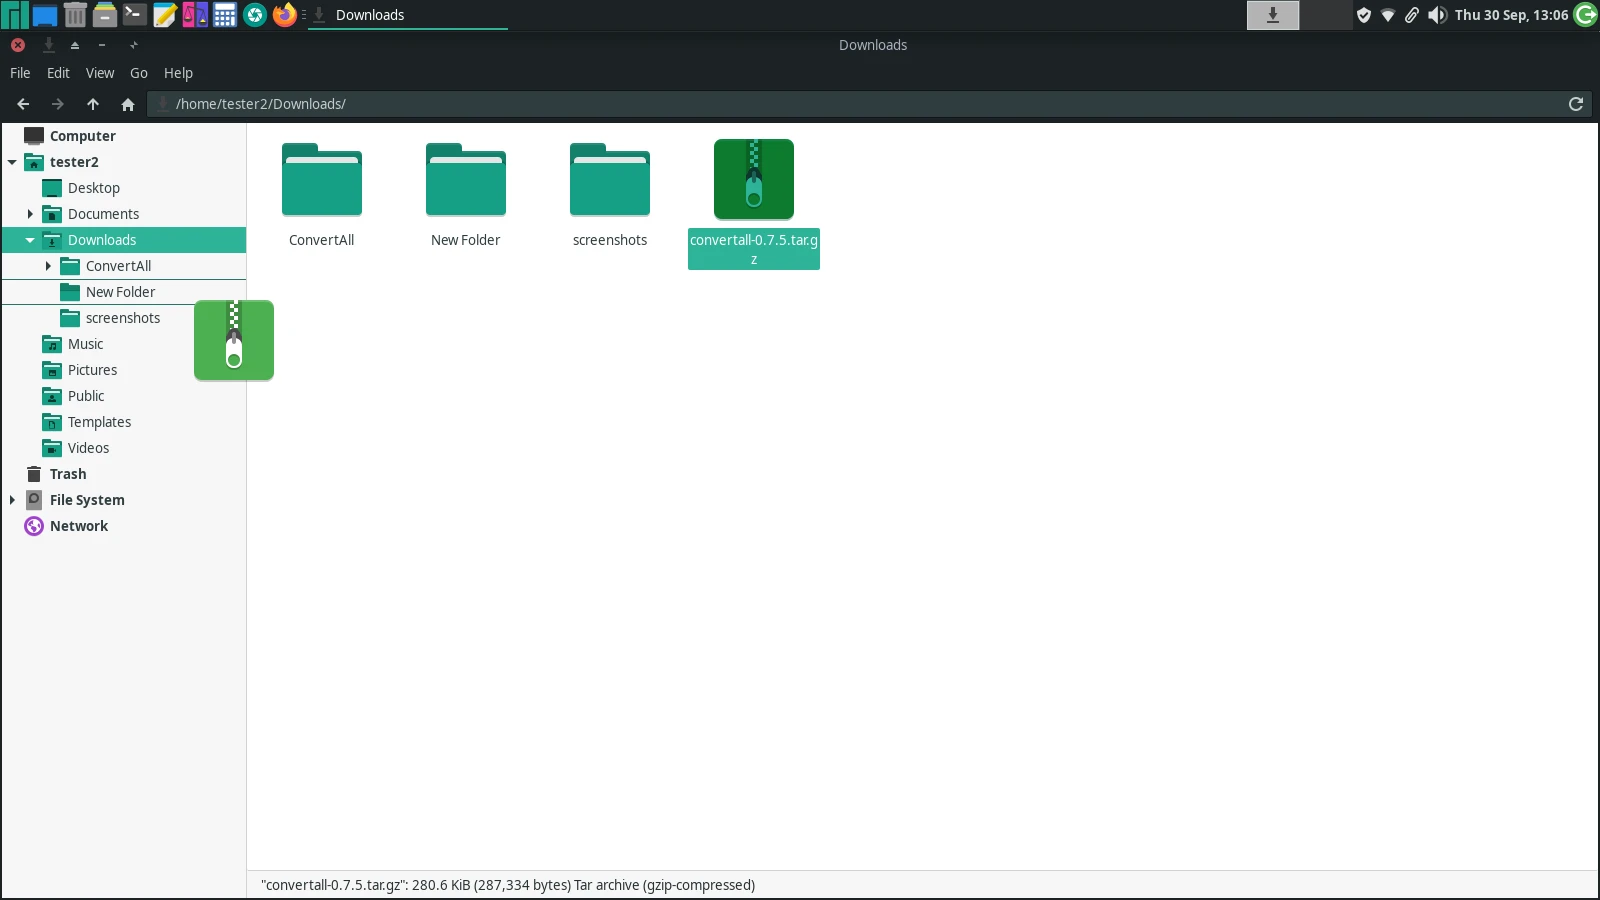 Downloads
Thu 30 Sep, 13:06
Downloads
File Edit View Go Help
/home/tester2/Downloads/
Computer
tester2
Desktop
Documents
Downloads
ConvertAll
New Folder
screenshots
Music
Pictures
Public
Templates
Videos
Trash
File System
Network
ConvertAll
New Folder
screenshots
convertall-0.7.5.tar.g
z
"convertall-0.7.5.tar.gz": 280.6 KiB (287,334 bytes) Tar archive (gzip-compressed)